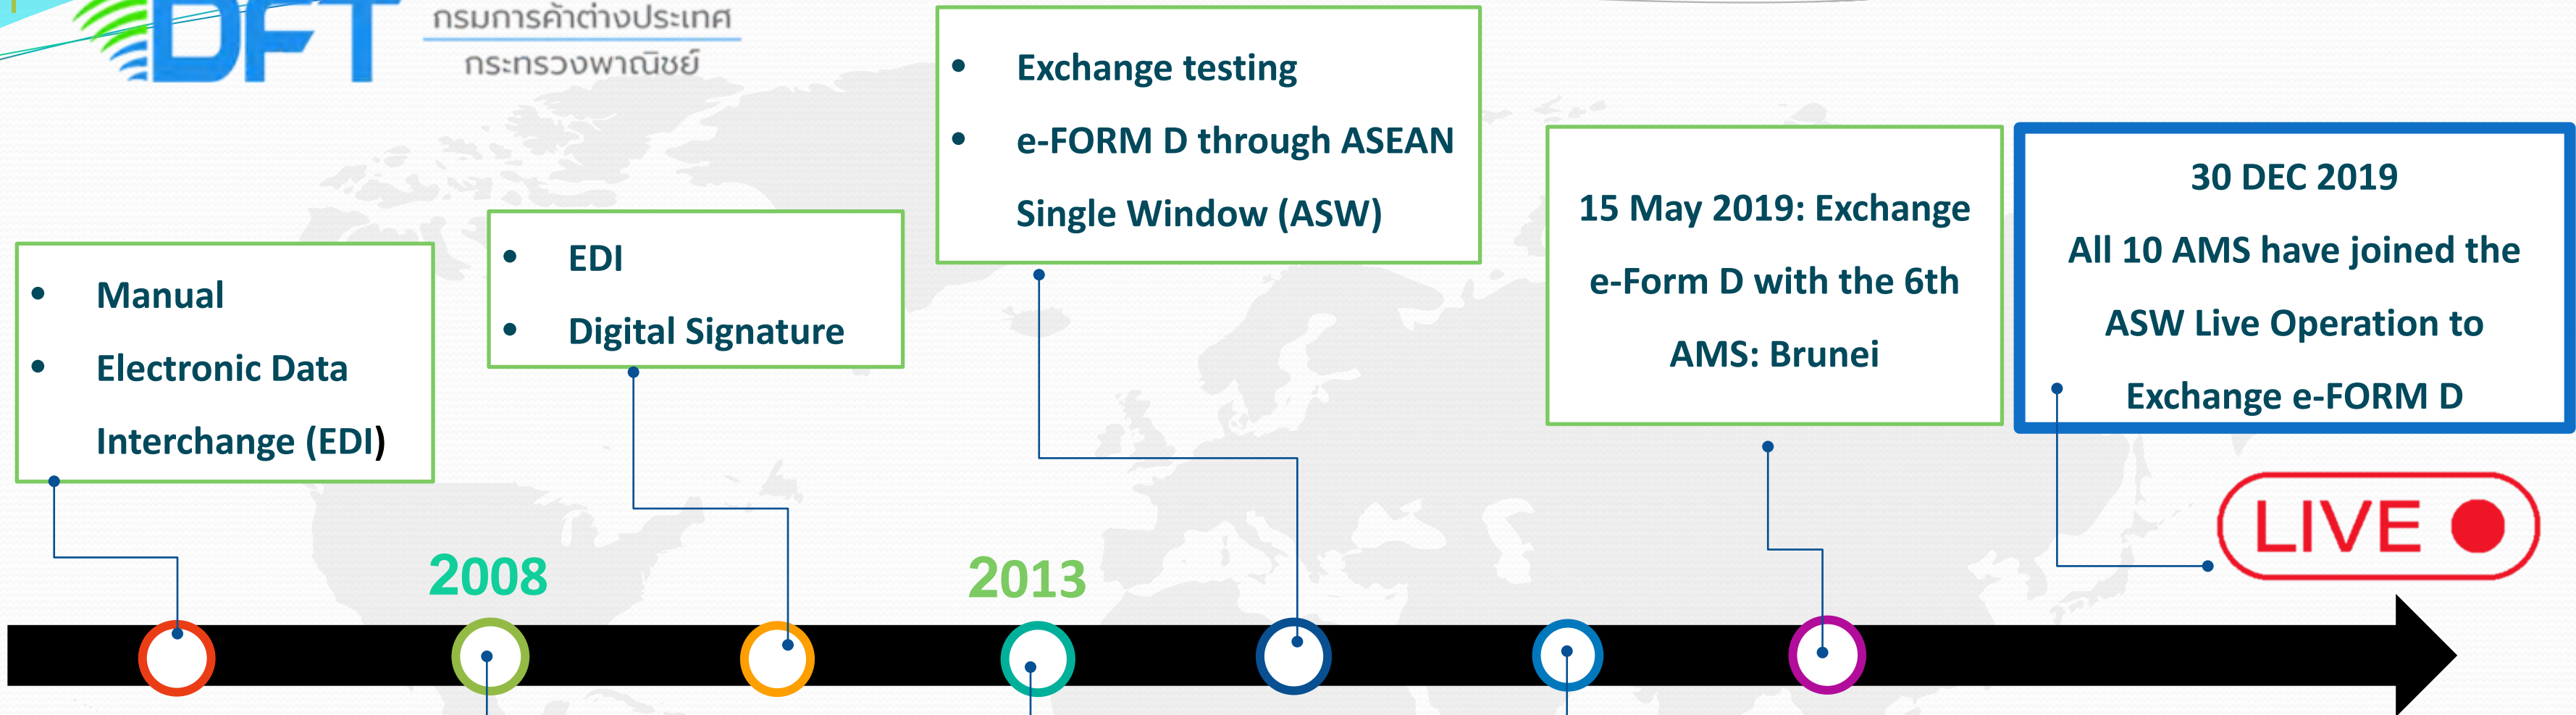 DFT
กรมการค้าต่างประเทศ
กระทรวงพาณิชย์
• Manual
• Electronic Data
Interchange (EDI)
• EDI
• Digital Signature
• Exchange testing
• e-FORM D through ASEAN
Single Window (ASW)
15 May 2019: Exchange
e-Form D with the 6th
AMS: Brunei
30 DEC 2019
All 10 AMS have joined the
ASW Live Operation to
Exchange e-FORM D
LIVE
2008
2013